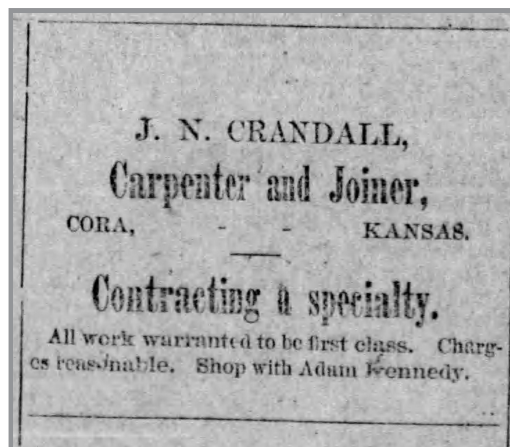 J. N. CRANDALL,
Carpenter and Joiner,
CORA, - - KANSAS.
Contracting a specialty.
All work warranted to be first class. Charg-
es reasonable. Shop with Adam Kennedy.